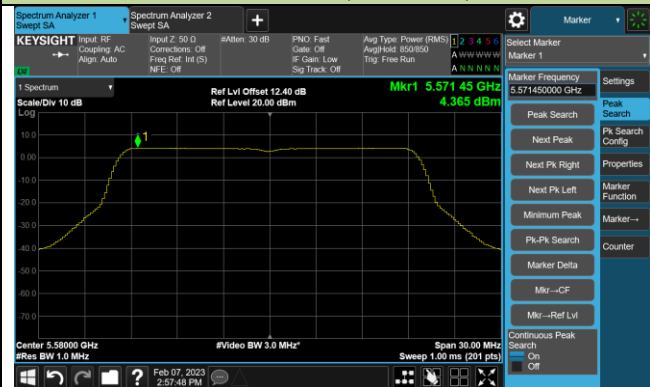 Spectrum Analyzer 1
Swept SA
Spectrum Analyzer 2
Swept SA
+
Marker
KEYSIGHT
Input: RF
Coupling: AC
Align: Auto
Input Z: 50 Ω
Corrections: Off
Freq Ref: Int (S)
NFE: Off
#Atten: 30 dB
PNO: Fast
Gate: Off
IF Gain: Low
Sig Track: Off
Avg Type: Power (RMS)
Avg|Hold: 850/850
Trig: Free Run
1 2 3 4 5 6
A W W W W W
A N N N N N
Select Marker
Marker 1
1 Spectrum
Scale/Div 10 dB
Log
Ref Lvl Offset 12.40 dB
Ref Level 20.00 dBm
Mkr1 5.571 45 GHz
4.365 dBm
Marker Frequency
5.571450000 GHz
Peak Search
Next Peak
Next Pk Right
Next Pk Left
Minimum Peak
Pk-Pk Search
Marker Delta
Mkr→CF
Mkr→Ref Lvl
Continuous Peak
Search
On
Off
Settings
Peak
Search
Pk Search
Config
Properties
Marker
Function
Marker→
Counter
1
10.0
0.00
-10.0
-20.0
-30.0
-40.0
-50.0
-60.0
-70.0
Center 5.58000 GHz
#Res BW 1.0 MHz
#Video BW 3.0 MHz*
Span 30.00 MHz
Sweep 1.00 ms (201 pts)
?
Feb 07, 2023
2:57:48 PM